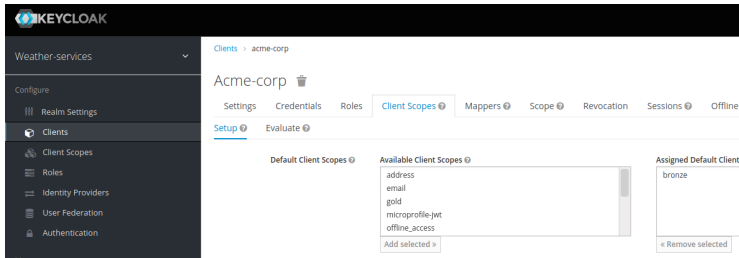 KEYCLOAK
Weather-services
Configure
Realm Settings
Clients
Client Scopes
Roles
Identity Providers
User Federation
Authentication
Clients > acme-corp
Acme-corp
Settings Credentials Roles Client Scopes Mappers Scope Revocation Sessions Offline
Setup Evaluate
Default Client Scopes Available Client Scopes Assigned Default Client
address bronze
email
gold
microprofile-jwt
offline_access
Add selected » « Remove selected